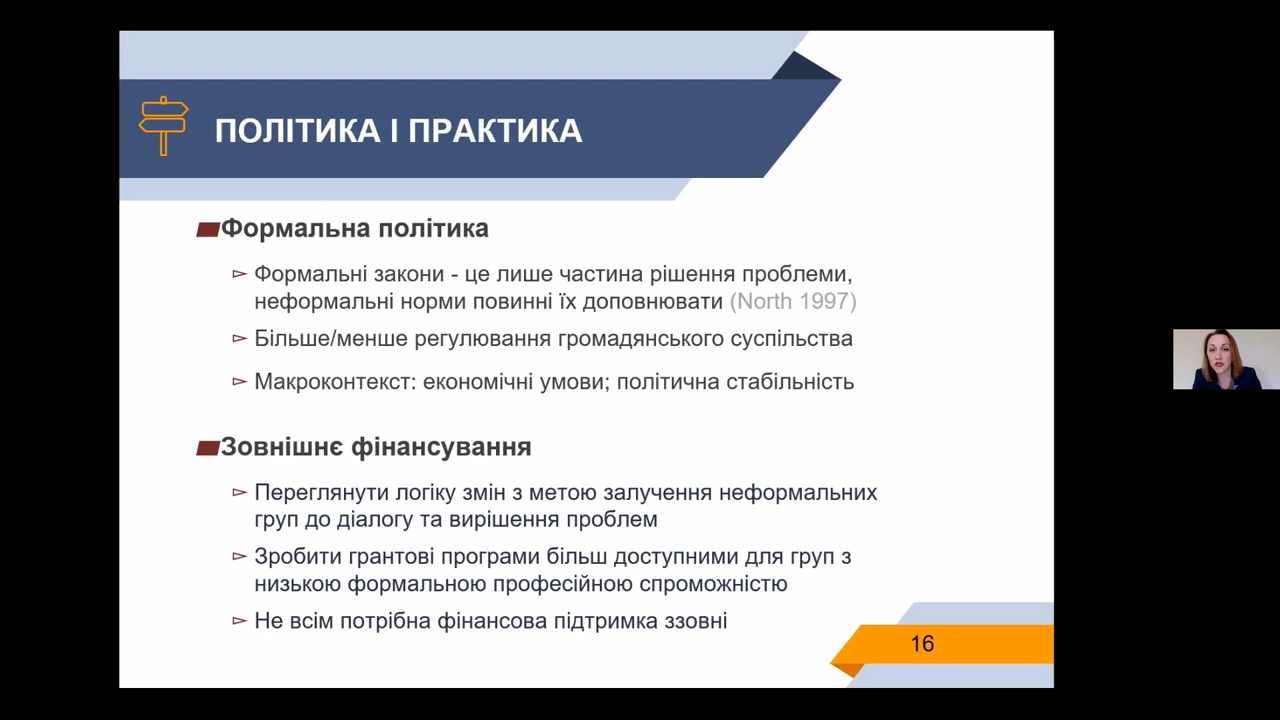 ПОЛІТИКА І ПРАКТИКА
Формальна політика
Формальні закони - це лише частина рішення проблеми,
неформальні норми повинні їх доповнювати (North 1997)
Більше/менше регулювання громадянського суспільства
Макроконтекст: економічні умови; політична стабільність
Зовнішнє фінансування
Переглянути логіку змін з метою залучення неформальних
груп до діалогу та вирішення проблем
Зробити грантові програми більш доступними для груп з
низькою формальною професійною спроможністю
Не всім потрібна фінансова підтримка ззовні
16